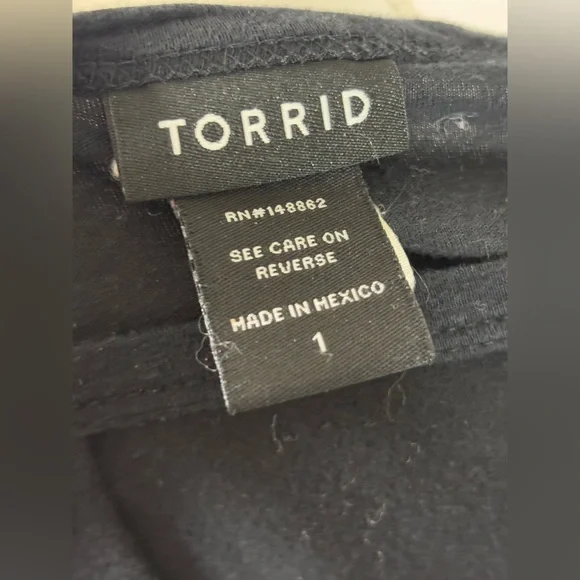 TORRID
RN#148862
SEE CARE ON
REVERSE
MADE IN MEXICO
1